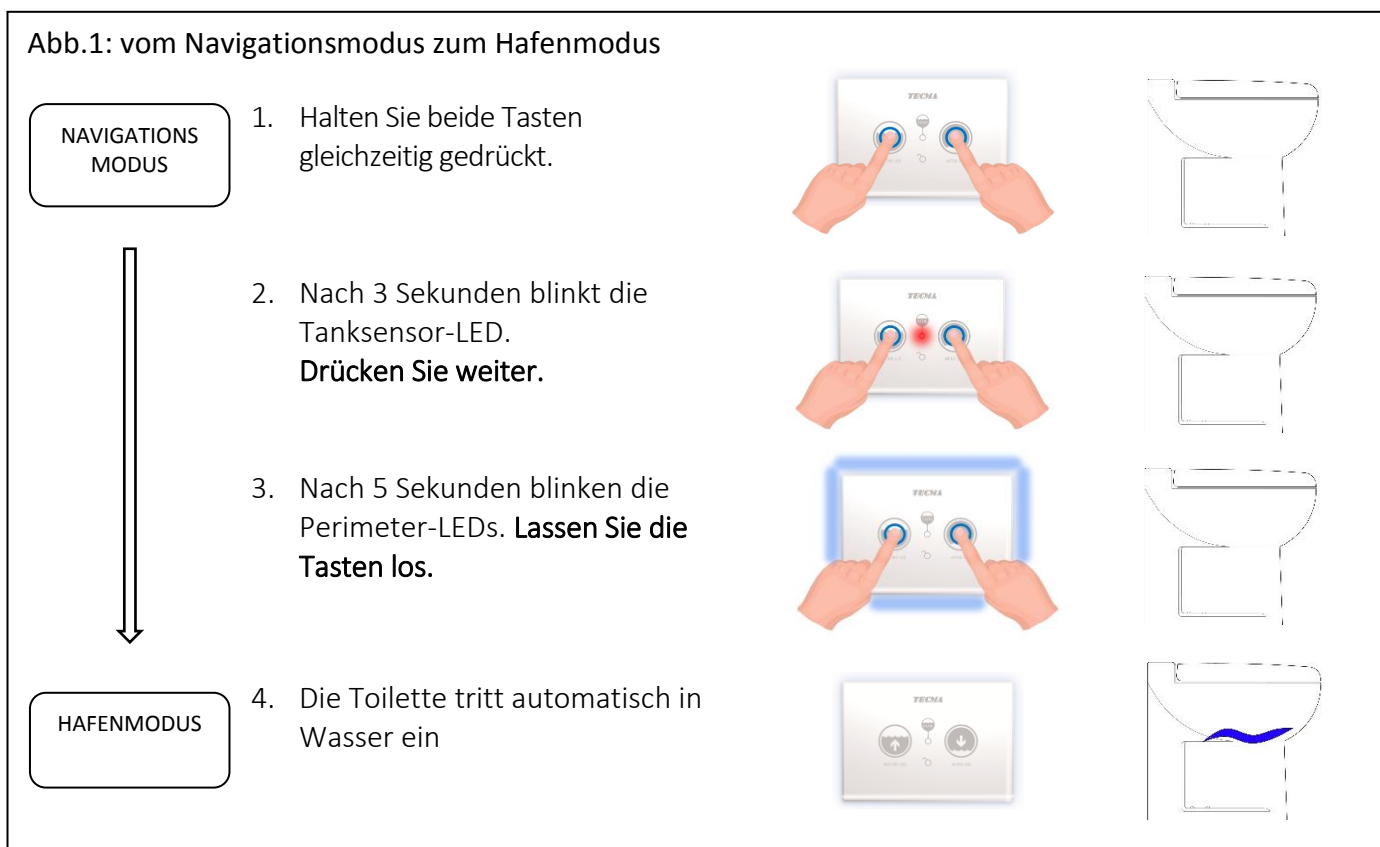 Abb.1: vom Navigationsmodus zum Hafenmodus
NAVIGATIONS
MODUS
1. Halten Sie beide Tasten
gleichzeitig gedrückt.
TECMA
2. Nach 3 Sekunden blinkt die
Tanksensor-LED.
Drücken Sie weiter.
TECMA
3. Nach 5 Sekunden blinken die
Perimeter-LEDs. Lassen Sie die
Tasten los.
TECMA
HAFENMODUS
4. Die Toilette tritt automatisch in
Wasser ein
TECMA